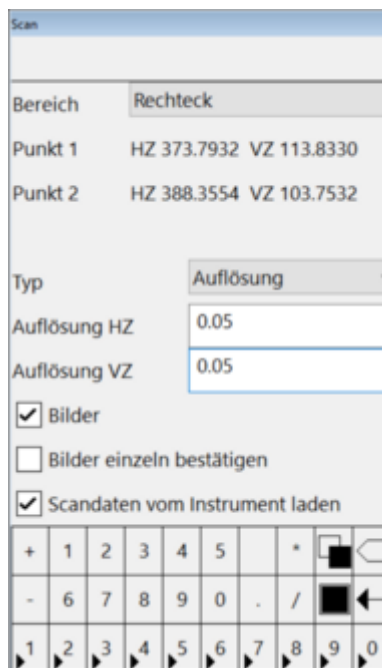 Scan
Bereich Rechteck
Punkt 1 HZ 373.7932 VZ 113.8330
Punkt 2 HZ 388.3554 VZ 103.7532
Typ Auflösung
Auflösung HZ 0.05
Auflösung VZ 0.05
Bilder
Bilder einzeln bestätigen
Scandaten vom Instrument laden
+ 1 2 3 4 5 *
- 6 7 8 9 0 . /
1 2 3 4 5 6 7 8 9 0